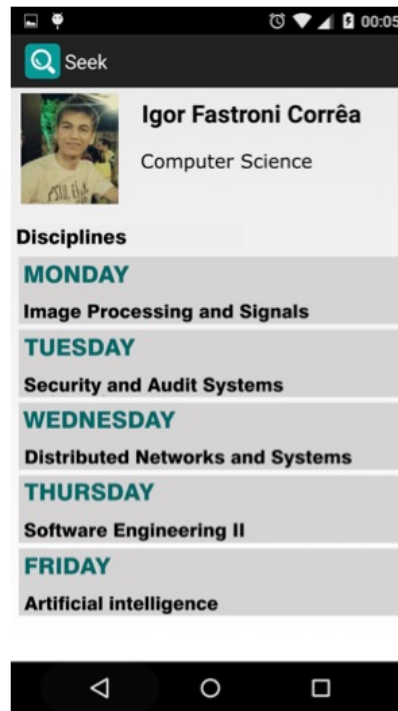 00:05
Seek
Igor Fastroni Corrêa
Computer Science
Disciplines
MONDAY
Image Processing and Signals
TUESDAY
Security and Audit Systems
WEDNESDAY
Distributed Networks and Systems
THURSDAY
Software Engineering II
FRIDAY
Artificial intelligence